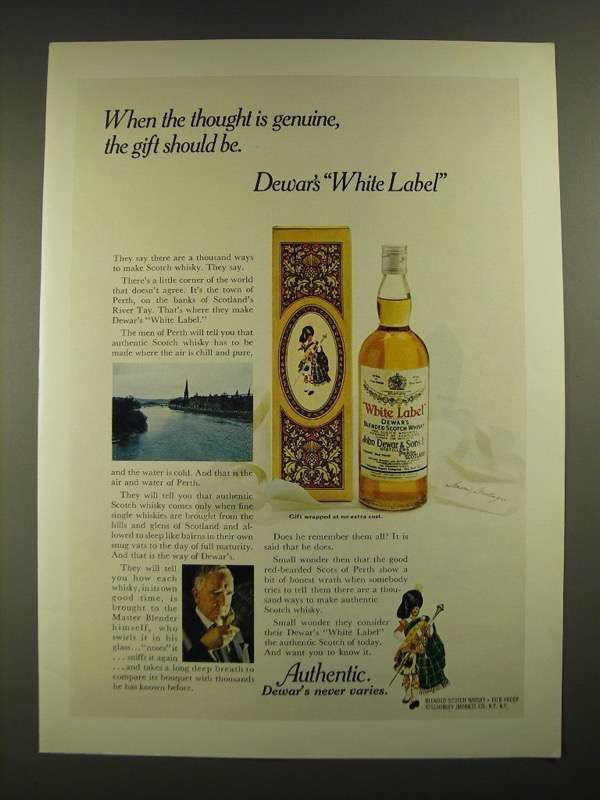 When the thought is genuine,
the gift should be.
Dewar's "White Label"
They say there are a thousand ways
to make Scotch whisky. They say.
There's a little corner of the world
that doesn't agree. It's the town of
Perth, on the banks of Scotland's
River Tay. That's where they make
Dewar's "White Label."
The men of Perth will tell you that
authentic Scotch whisky has to be
made where the air is chill and pure,
and the water is cold. And that is the
air and water of Perth.
They will tell you that authentic
Scotch whisky comes only when fine
single whiskies are brought from the
hills and glens of Scotland and al-
lowed to sleep like bairns in their own
snug vats to the day of full maturity.
And that is the way of Dewar's.
They will tell
you how each
whisky, in its own
good time, is
brought to the
Master Blender
himself, who
swirls it in his
glass... "noses" it
...sniffs it again
...and takes a long deep breath to
compare its bouquet with thousands
he has known before.
"White Label"
DEWAR'S
BLENDED SCOTCH WHISKY
John Dewar & Sons
DISTILLERS
PERTH
SCOTLAND
Gift wrapped at no extra cost.
Does he remember them all? It is
said that he does.
Small wonder then that the good
red-bearded Scots of Perth show a
bit of honest wrath when somebody
tries to tell them there are a thou-
sand ways to make authentic
Scotch whisky.
Small wonder they consider
their Dewar's "White Label"
the authentic Scotch of today.
And want you to know it.
Authentic.
Dewar's never varies.
BLENDED SCOTCH WHISKY • 86.8 PROOF
©SCHENLEY IMPORTS CO., N.Y., N.Y.